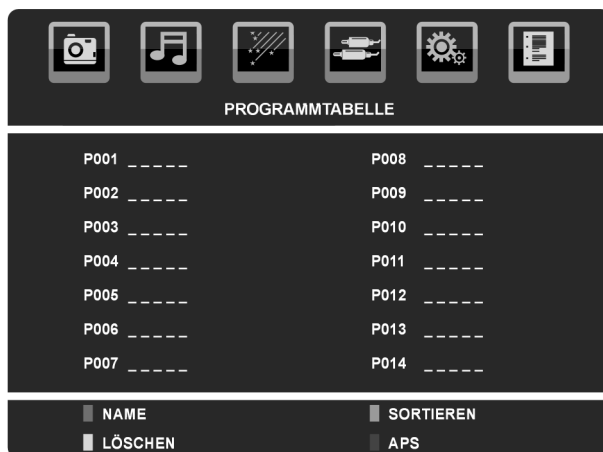 PROGRAMMTABELLE
P001 _ _ _ _ _
P002 _ _ _ _ _
P003 _ _ _ _ _
P004 _ _ _ _ _
P005 _ _ _ _ _
P006 _ _ _ _ _
P007 _ _ _ _ _
P008 _ _ _ _ _
P009 _ _ _ _ _
P010 _ _ _ _ _
P011 _ _ _ _ _
P012 _ _ _ _ _
P013 _ _ _ _ _
P014 _ _ _ _ _
NAME
SORTIEREN
LÖSCHEN
APS